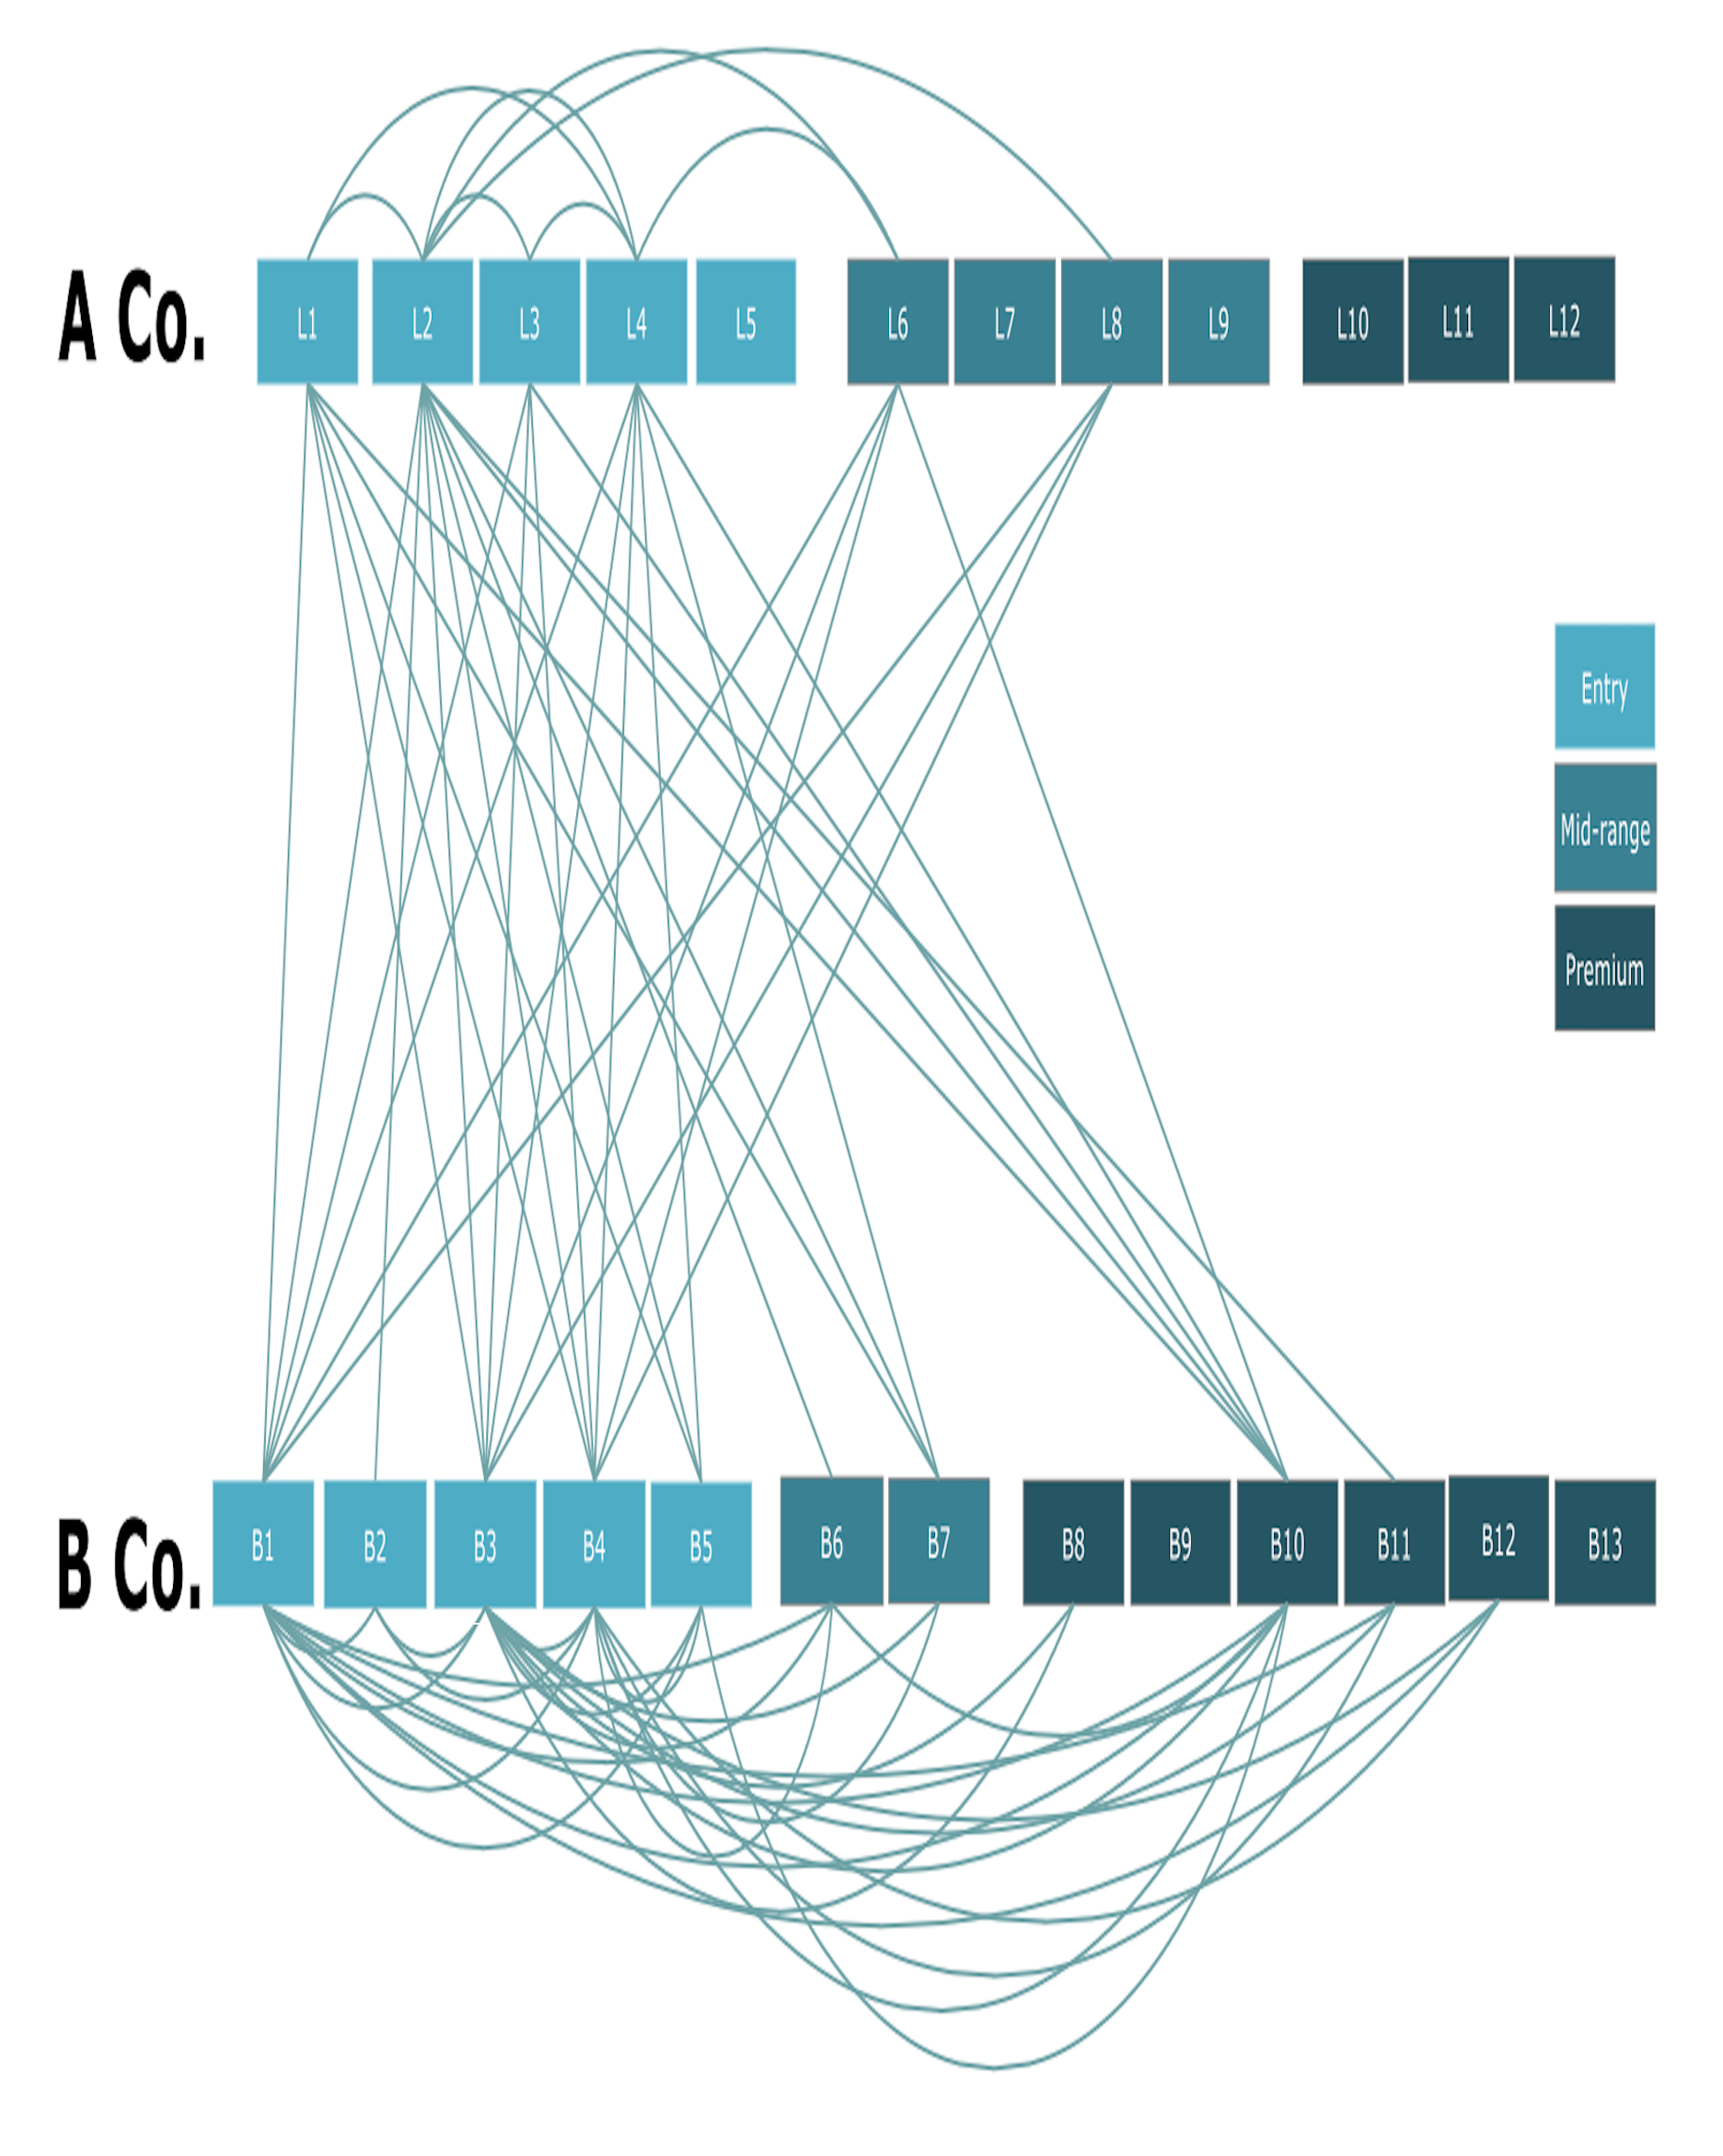 A Co.
L1 L2 L3 L4 L5 L6 L7 L8 L9 L10 L11 L12
Entry
Mid-range
Premium
B Co.
B1 B2 B3 B4 B5 B6 B7 B8 B9 B10 B11 B12 B13